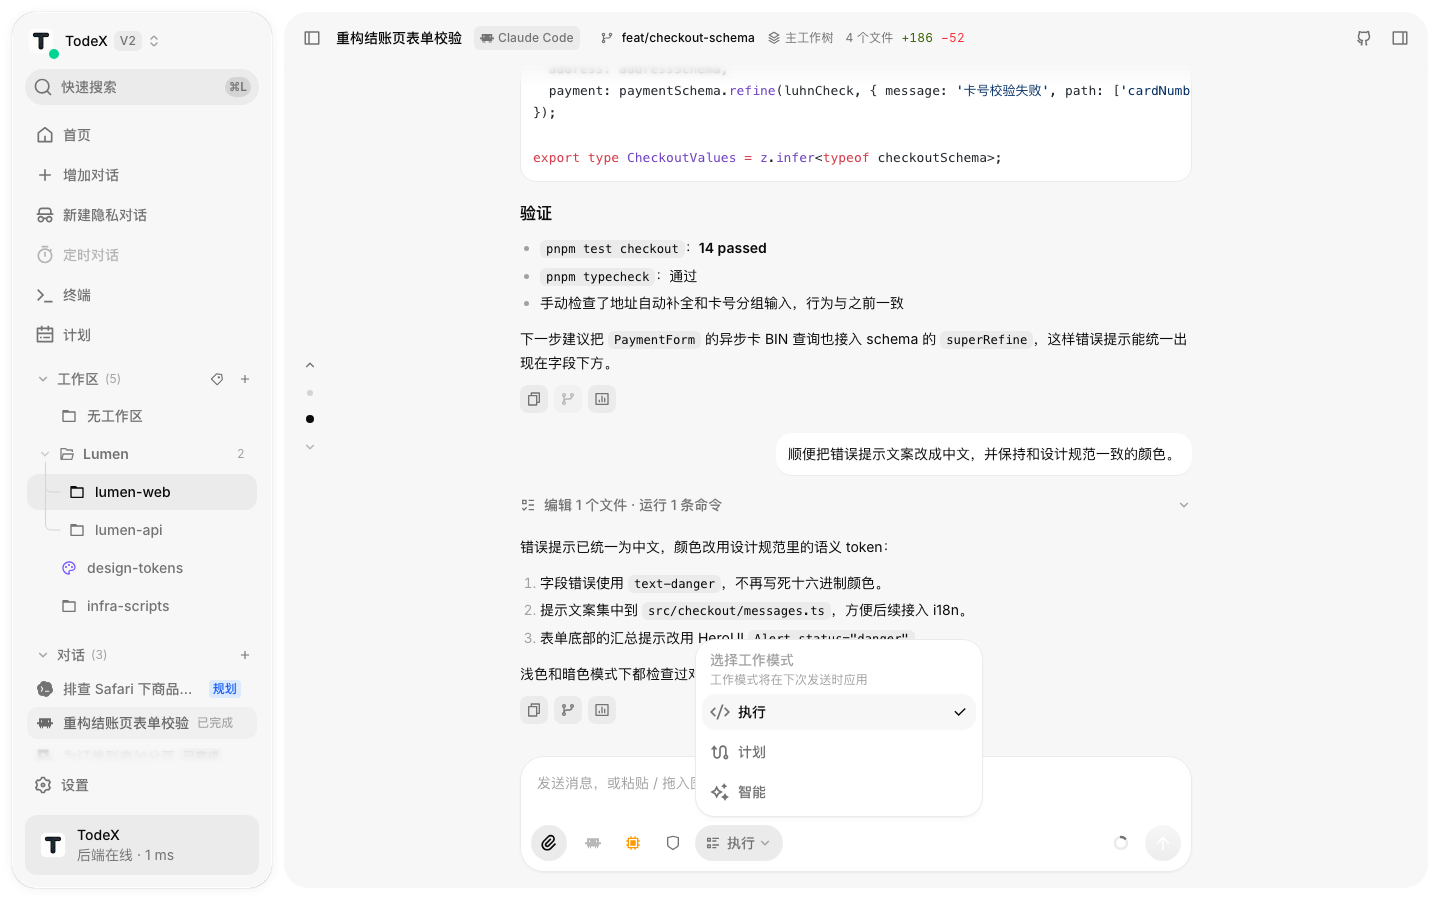 TodeX V2
快速搜索 ⌘L
首页
增加对话
新建隐私对话
定时对话
终端
计划
工作区 (5)
无工作区
Lumen 2
lumen-web
lumen-api
design-tokens
infra-scripts
对话 (3)
排查 Safari 下商品... 规划
重构结账页表单校验 已完成
设置
TodeX
后端在线 · 1 ms
重构结账页表单校验 Claude Code feat/checkout-schema 主工作树 4 个文件 +186 −52
address: addressSchema,
payment: paymentSchema.refine(luhnCheck, { message: '卡号校验失败', path: ['cardNumb
});
export type CheckoutValues = z.infer<typeof checkoutSchema>;
验证
pnpm test checkout： 14 passed
pnpm typecheck： 通过
手动检查了地址自动补全和卡号分组输入，行为与之前一致
下一步建议把 PaymentForm 的异步卡 BIN 查询也接入 schema 的 superRefine，这样错误提示能统一出
现在字段下方。
顺便把错误提示文案改成中文，并保持和设计规范一致的颜色。
编辑 1 个文件 · 运行 1 条命令
错误提示已统一为中文，颜色改用设计规范里的语义 token：
1. 字段错误使用 text-danger，不再写死十六进制颜色。
2. 提示文案集中到 src/checkout/messages.ts，方便后续接入 i18n。
3. 表单底部的汇总提示改用 HeroUI Alert status="danger"
浅色和暗色模式下都检查过对
选择工作模式
工作模式将在下次发送时应用
执行
计划
智能
发送消息，或粘贴 / 拖入
执行